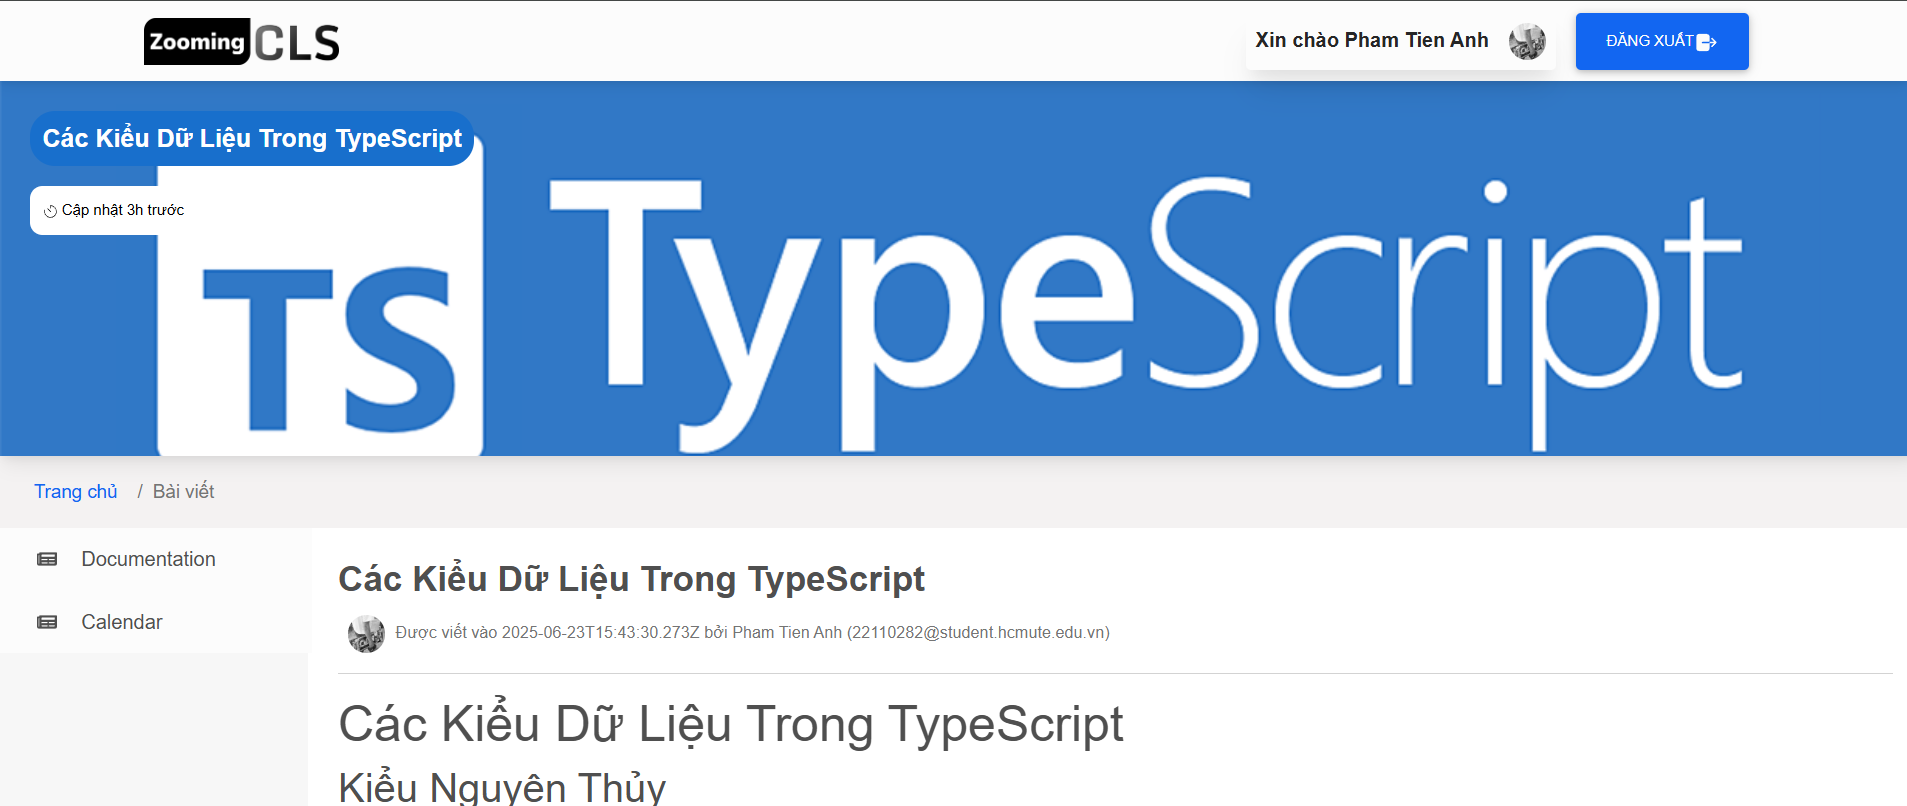 Zooming CLS
Xin chào Pham Tien Anh
ĐĂNG XUẤT
Các Kiểu Dữ Liệu Trong TypeScript
Cập nhật 3h trước
TS TypeScript
Trang chủ / Bài viết
Documentation
Calendar
Các Kiểu Dữ Liệu Trong TypeScript
Được viết vào 2025-06-23T15:43:30.273Z bởi Pham Tien Anh (22110282@student.hcmute.edu.vn)
Các Kiểu Dữ Liệu Trong TypeScript
Kiểu Nguyên Thủy